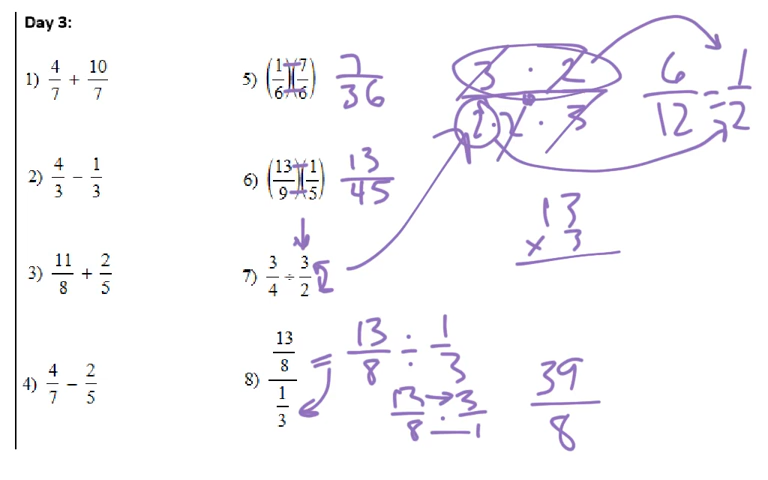 Day 3:
1) 4/7 + 10/7
2) 4/3 − 1/3
3) 11/8 + 2/5
4) 4/7 − 2/5
5) (1/6)(7/6) 7/36
6) (13/9)(1/5) 13/45
7) 3/4 ÷ 3/2
8) 13/8 / 1/3 = 13/8 ÷ 1/3
13/8 · 3/1
39/8
3 · 2 / 2 · 2 · 3
6/12 = 1/2
13
× 3